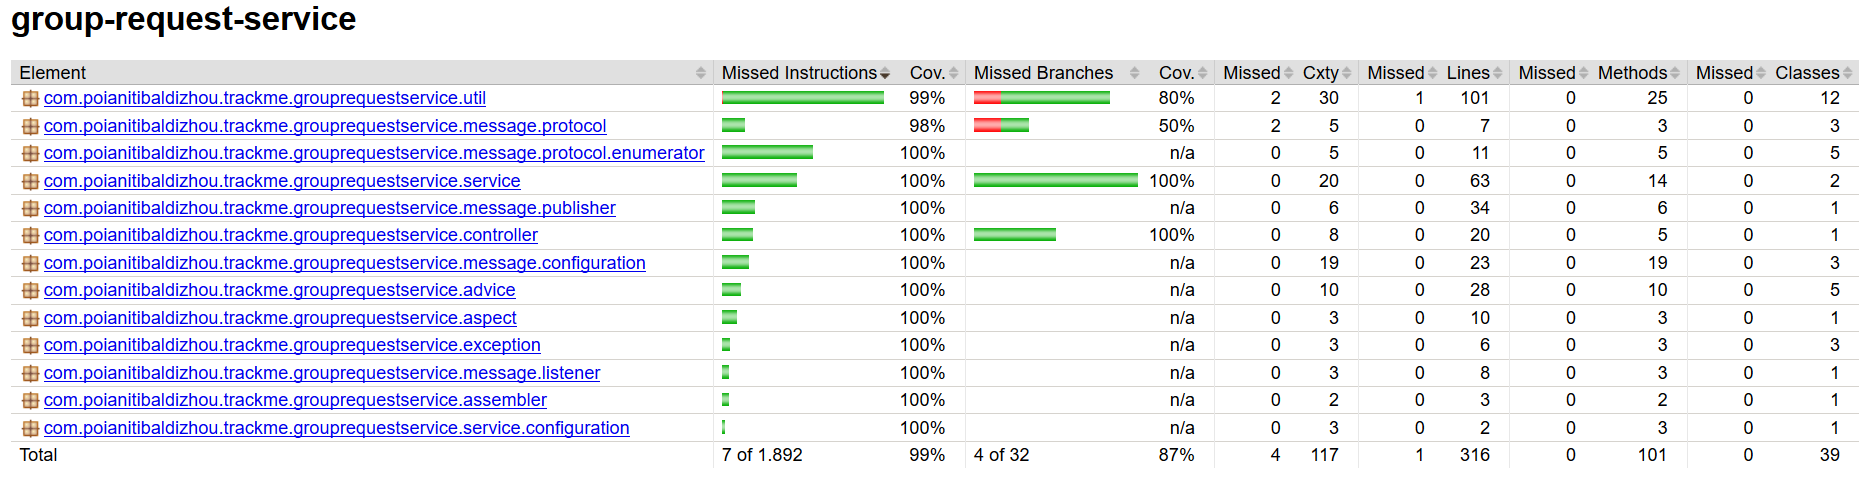 group-request-service
Element Missed Instructions Cov. Missed Branches Cov. Missed Cxty Missed Lines Missed Methods Missed Classes
com.poianitibaldizhou.trackme.grouprequestservice.util 99% 80% 2 30 1 101 0 25 0 12
com.poianitibaldizhou.trackme.grouprequestservice.message.protocol 98% 50% 2 5 0 7 0 3 0 3
com.poianitibaldizhou.trackme.grouprequestservice.message.protocol.enumerator 100% n/a 0 5 0 11 0 5 0 5
com.poianitibaldizhou.trackme.grouprequestservice.service 100% 100% 0 20 0 63 0 14 0 2
com.poianitibaldizhou.trackme.grouprequestservice.message.publisher 100% n/a 0 6 0 34 0 6 0 1
com.poianitibaldizhou.trackme.grouprequestservice.controller 100% 100% 0 8 0 20 0 5 0 1
com.poianitibaldizhou.trackme.grouprequestservice.message.configuration 100% n/a 0 19 0 23 0 19 0 3
com.poianitibaldizhou.trackme.grouprequestservice.advice 100% n/a 0 10 0 28 0 10 0 5
com.poianitibaldizhou.trackme.grouprequestservice.aspect 100% n/a 0 3 0 10 0 3 0 1
com.poianitibaldizhou.trackme.grouprequestservice.exception 100% n/a 0 3 0 6 0 3 0 3
com.poianitibaldizhou.trackme.grouprequestservice.message.listener 100% n/a 0 3 0 8 0 3 0 1
com.poianitibaldizhou.trackme.grouprequestservice.assembler 100% n/a 0 2 0 3 0 2 0 1
com.poianitibaldizhou.trackme.grouprequestservice.service.configuration 100% n/a 0 3 0 2 0 3 0 1
Total 7 of 1.892 99% 4 of 32 87% 4 117 1 316 0 101 0 39